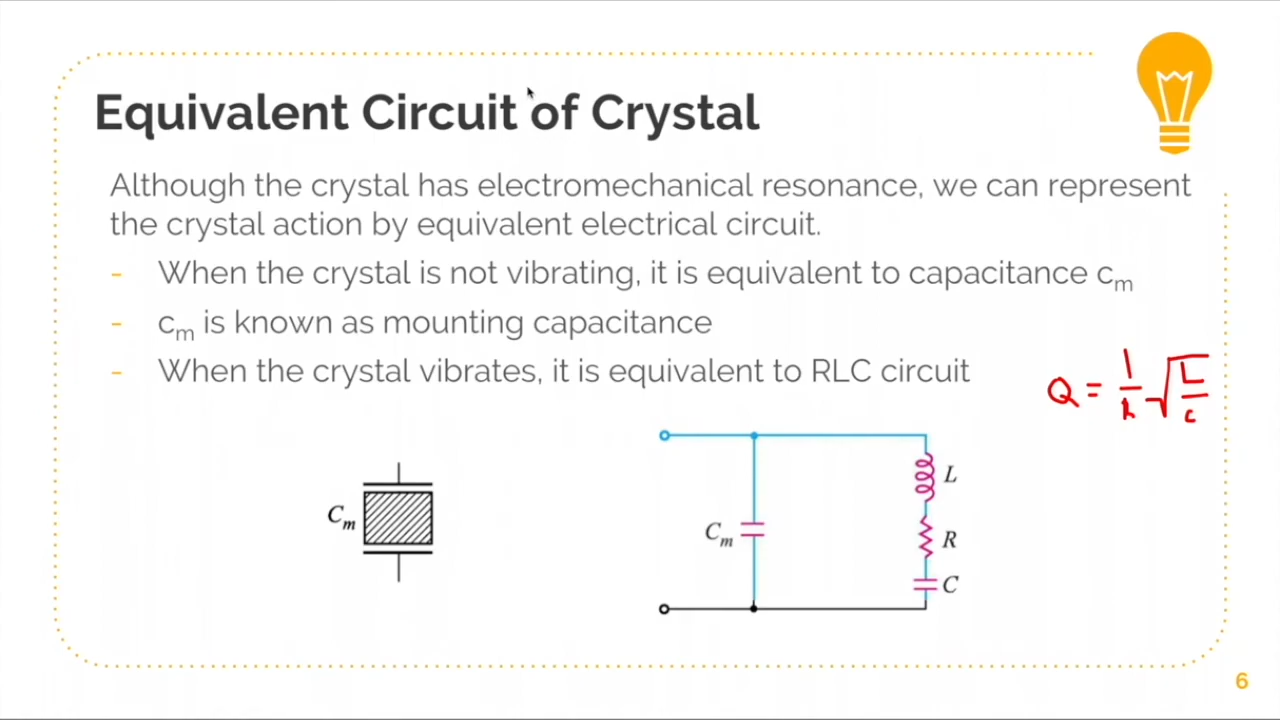 Equivalent Circuit of Crystal
Although the crystal has electromechanical resonance, we can represent
the crystal action by equivalent electrical circuit.
- When the crystal is not vibrating, it is equivalent to capacitance cₘ
- cₘ is known as mounting capacitance
- When the crystal vibrates, it is equivalent to RLC circuit
Q = 1/R √L/C
L
Cₘ
Cₘ
R
C
6